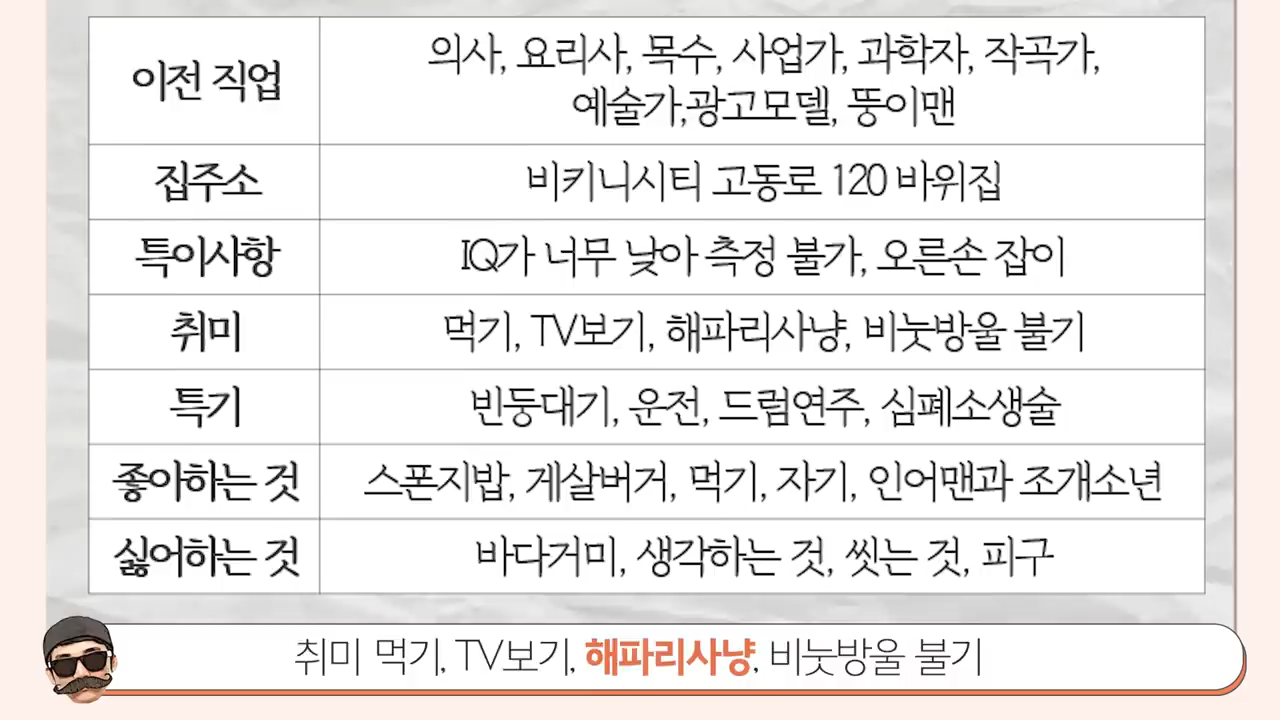 이전 직업
의사, 요리사, 목수, 사업가, 과학자, 작곡가,
예술가,광고모델, 뚱이맨
집주소
비키니시티 고동로 120 바위집
특이사항
IQ가 너무 낮아 측정 불가, 오른손 잡이
취미
먹기, TV보기, 해파리사냥, 비눗방울 불기
특기
빈둥대기, 운전, 드럼연주, 심폐소생술
좋아하는 것
스폰지밥, 게살버거, 먹기, 자기, 인어맨과 조개소년
싫어하는 것
바다거미, 생각하는 것, 씻는 것, 피구
취미 먹기, TV보기, 해파리사냥, 비눗방울 불기